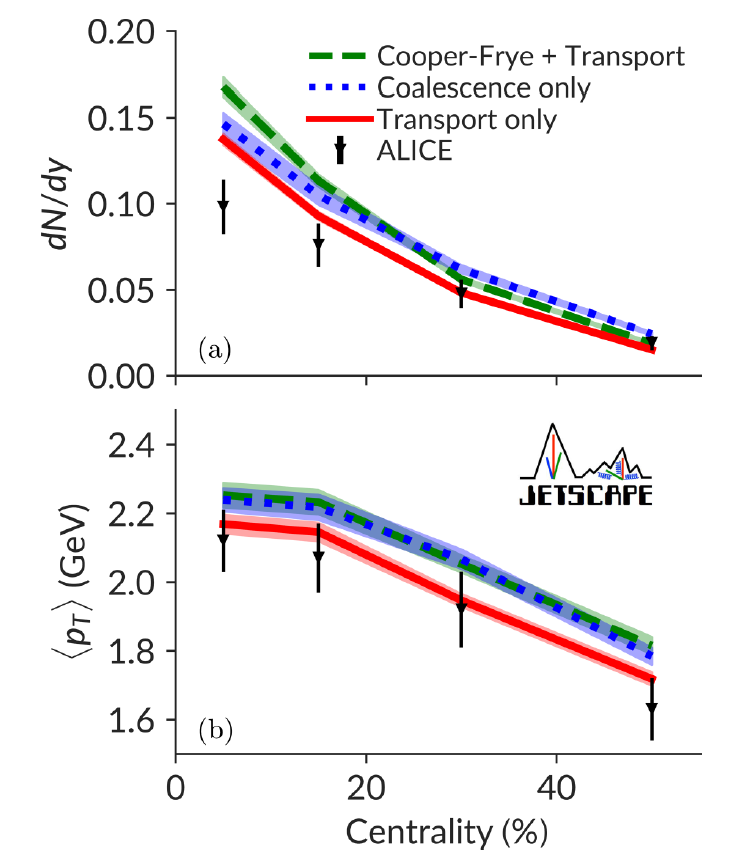 0.20
0.15
0.10
0.05
0.00
dN/dy
Cooper-Frye + Transport
Coalescence only
Transport only
ALICE
(a)
2.4
2.2
2.0
1.8
1.6
⟨p_T⟩ (GeV)
JETSCAPE
(b)
0 20 40
Centrality (%)